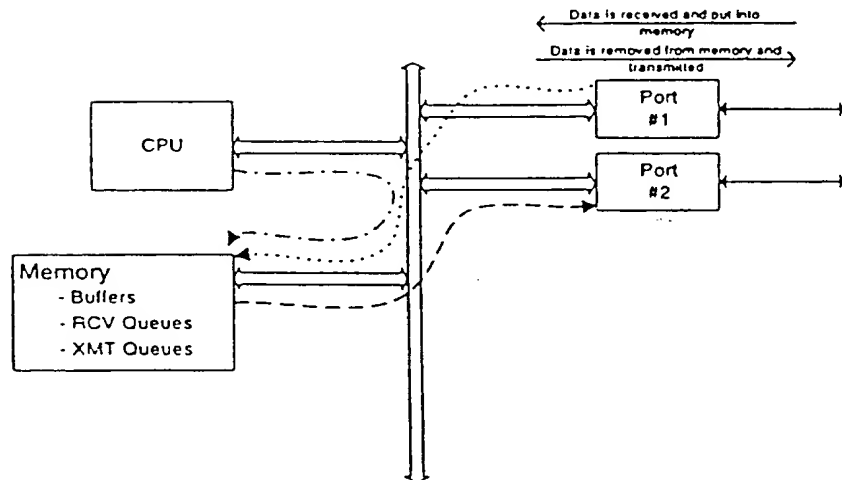 Data is received and put into
memory
Data is removed from memory and
transmitted
Port
#1
CPU
Port
#2
Memory
- Buffers
- RCV Queues
- XMT Queues